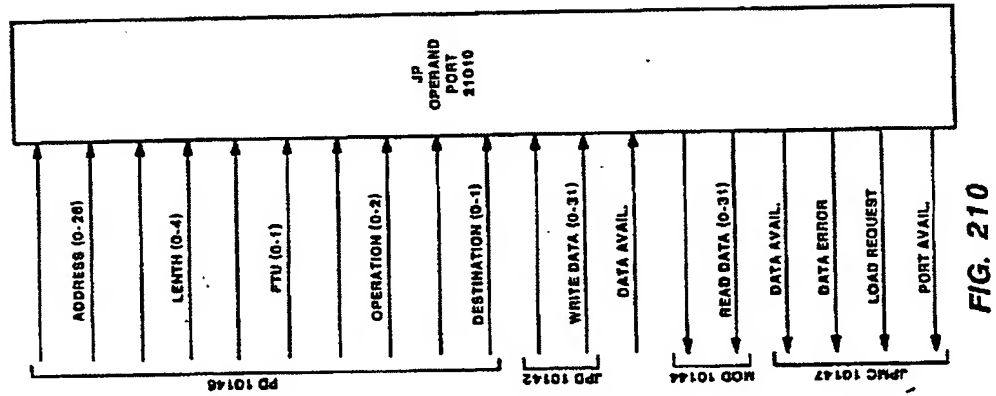 JP
OPERAND
PORT
21010
ADDRESS (0-26)
LENTH (0-4)
FTU (0-1)
OPERATION (0-2)
DESTINATION (0-1)
WRITE DATA (0-31)
DATA AVAIL.
READ DATA (0-31)
DATA AVAIL.
DATA ERROR
LOAD REQUEST
PORT AVAIL.
PD 10146
JPD 10142
MOD 10144
JPMC 10147
FIG. 210